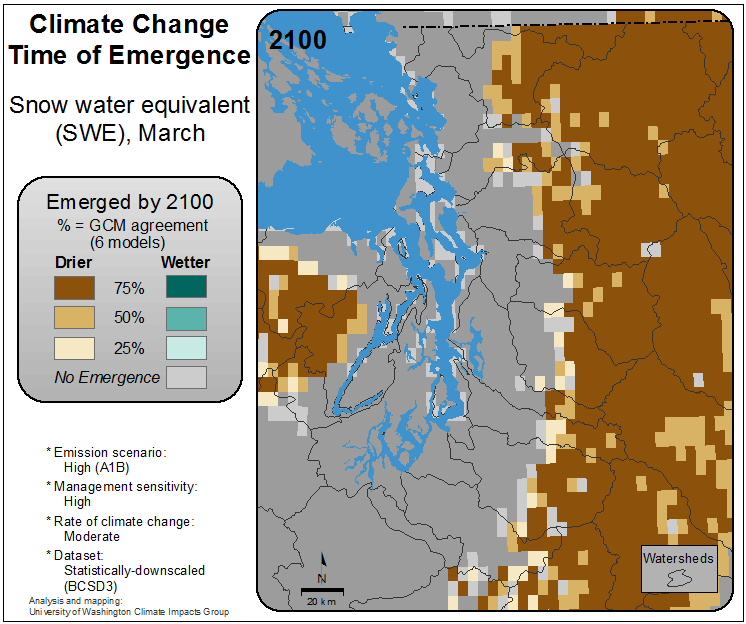 Climate Change
Time of Emergence
Snow water equivalent
(SWE), March
Emerged by 2100
% = GCM agreement
(6 models)
Drier Wetter
75%
50%
25%
No Emergence
* Emission scenario:
High (A1B)
* Management sensitivity:
High
* Rate of climate change:
Moderate
* Dataset:
Statistically-downscaled
(BCSD3)
Analysis and mapping:
University of Washington Climate Impacts Group
2100
N
20 km
Watersheds